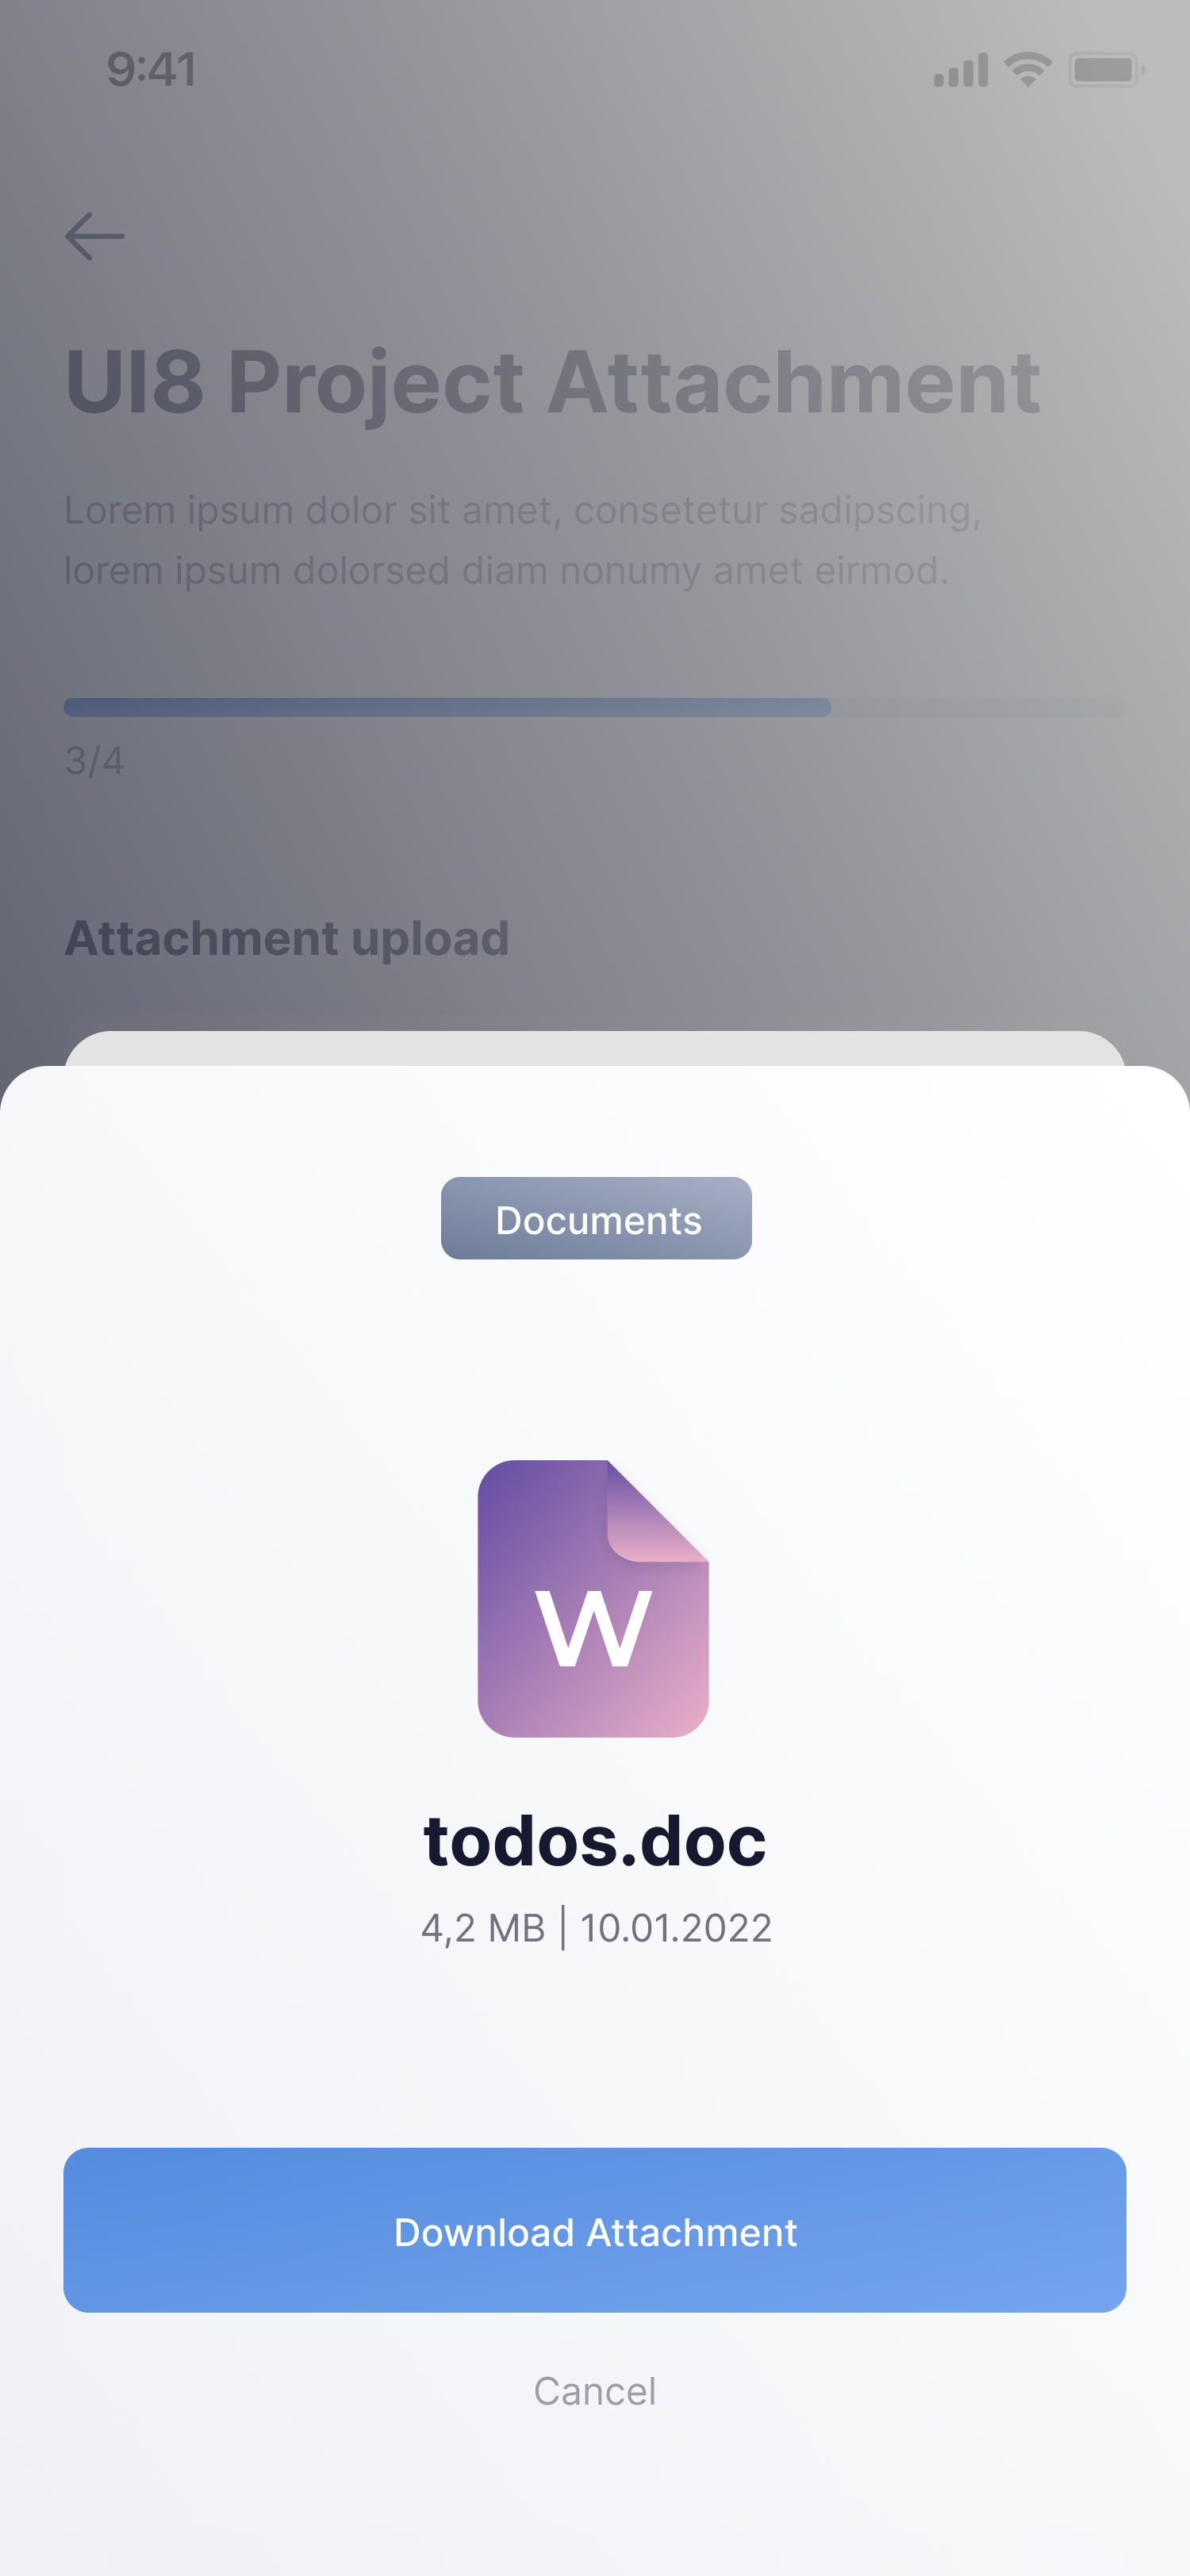 9:41
UI8 Project Attachment
Lorem ipsum dolor sit amet, consetetur sadipscing,
lorem ipsum dolorsed diam nonumy amet eirmod.
3/4
Attachment upload
Documents
W
todos.doc
4,2 MB | 10.01.2022
Download Attachment
Cancel